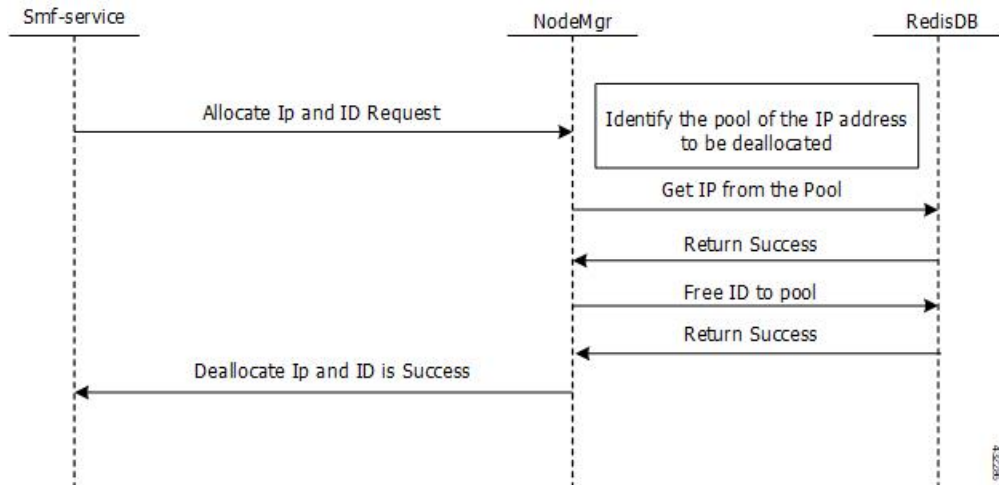 Smf-service
NodeMgr
RedisDB
Allocate Ip and ID Request
Identify the pool of the IP address
to be deallocated
Get IP from the Pool
Return Success
Free ID to pool
Return Success
Deallocate Ip and ID is Success